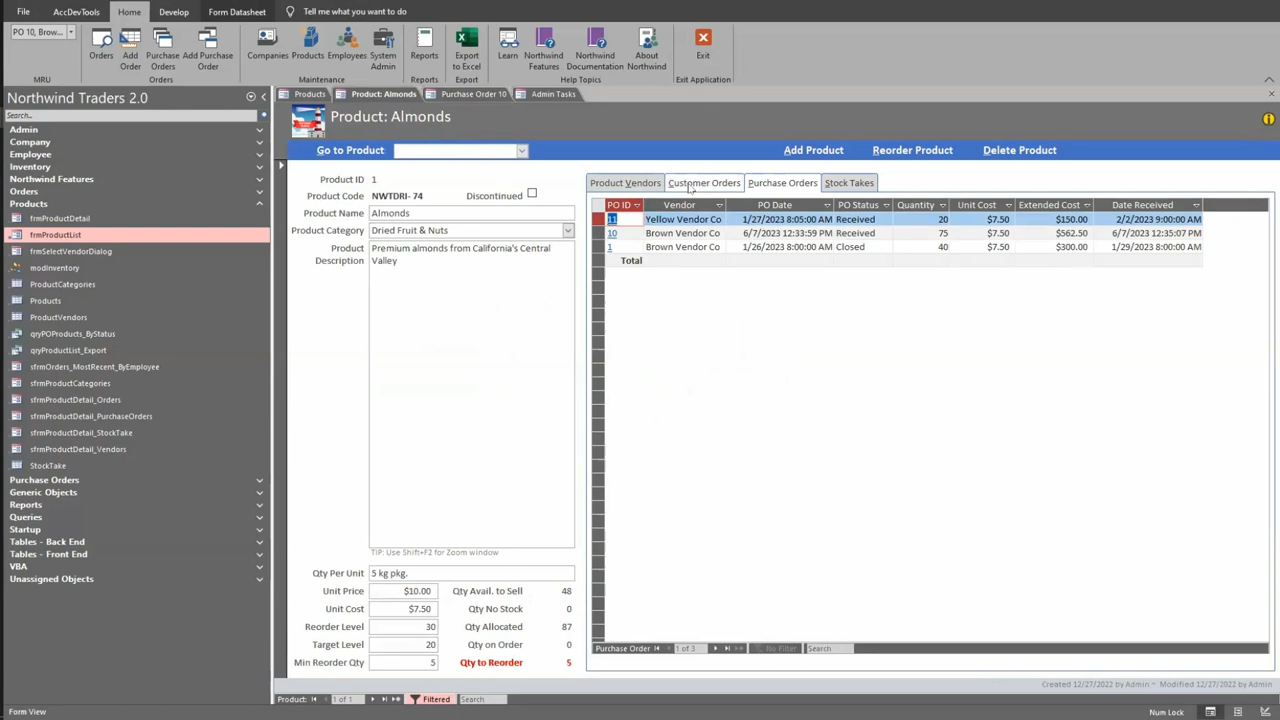 File AccDevTools Home Develop Form Datasheet Tell me what you want to do
PO 10, Brow...
Orders Add Order Purchase Orders Add Purchase Order Companies Products Employees System Admin Reports Export to Excel Learn Northwind Features Northwind Documentation About Northwind Exit
MRU Orders Maintenance Reports Export Help Topics Exit Application
Northwind Traders 2.0
Search...
Admin
Company
Employee
Inventory
Northwind Features
Orders
Products
frmProductDetail
frmProductList
frmSelectVendorDialog
modInventory
ProductCategories
Products
ProductVendors
qryPOProducts_ByStatus
qryProductList_Export
sfrmOrders_MostRecent_ByEmployee
sfrmProductCategories
sfrmProductDetail_Orders
sfrmProductDetail_PurchaseOrders
sfrmProductDetail_StockTake
sfrmProductDetail_Vendors
StockTake
Purchase Orders
Generic Objects
Reports
Queries
Startup
Tables - Back End
Tables - Front End
VBA
Unassigned Objects
Products Product: Almonds Purchase Order 10 Admin Tasks
Product: Almonds
Go to Product Add Product Reorder Product Delete Product
Product ID 1
Product Code NWTDRI- 74 Discontinued
Product Name Almonds
Product Category Dried Fruit & Nuts
Product Description Premium almonds from California's Central
Valley
TIP: Use Shift+F2 for Zoom window
Qty Per Unit 5 kg pkg.
Unit Price $10.00 Qty Avail. to Sell 48
Unit Cost $7.50 Qty No Stock 0
Reorder Level 30 Qty Allocated 87
Target Level 20 Qty on Order 0
Min Reorder Qty 5 Qty to Reorder 5
Product Vendors Customer Orders Purchase Orders Stock Takes
PO ID Vendor PO Date PO Status Quantity Unit Cost Extended Cost Date Received
11 Yellow Vendor Co 1/27/2023 8:05:00 AM Received 20 $7.50 $150.00 2/2/2023 9:00:00 AM
10 Brown Vendor Co 6/7/2023 12:33:59 PM Received 75 $7.50 $562.50 6/7/2023 12:35:07 PM
1 Brown Vendor Co 1/26/2023 8:00:00 AM Closed 40 $7.50 $300.00 1/29/2023 8:00:00 AM
Total
Purchase Order 1 of 3 No Filter Search
Created 12/27/2022 by Admin ~ Modified 12/27/2022 by Admin
Product: 1 of 1 Filtered Search
Form View Num Lock